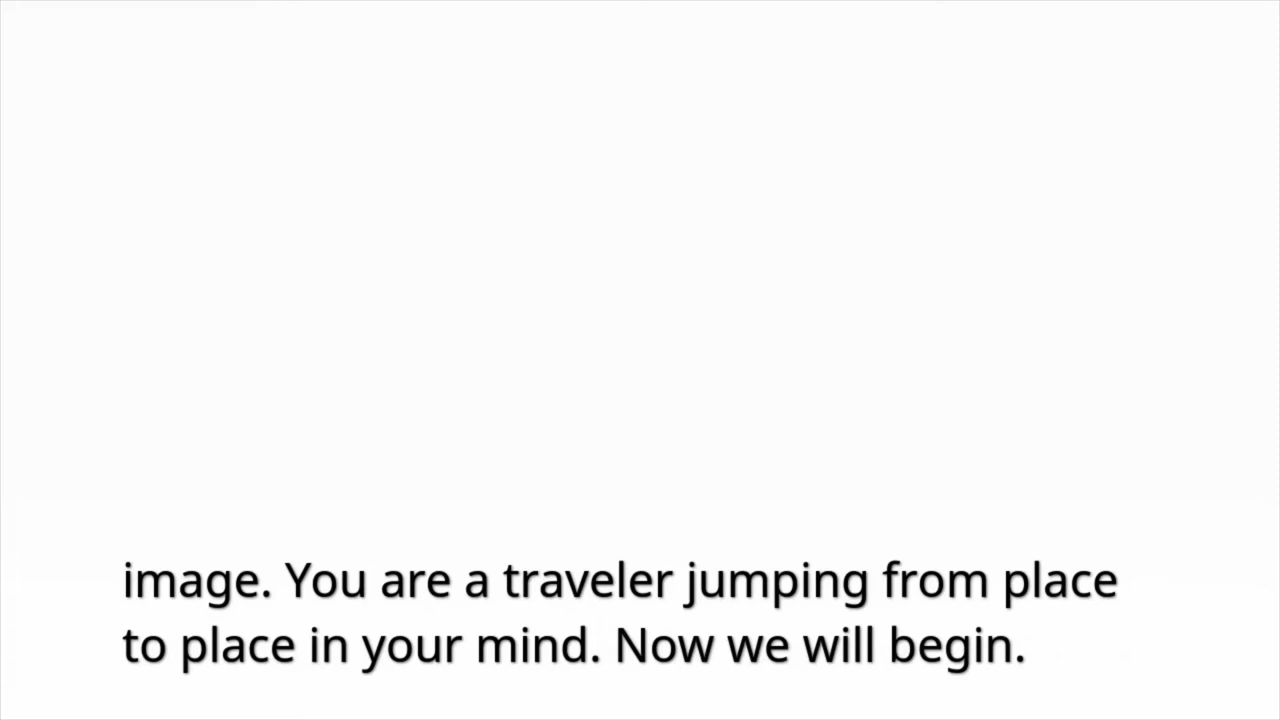 image. You are a traveler jumping from place
to place in your mind. Now we will begin.